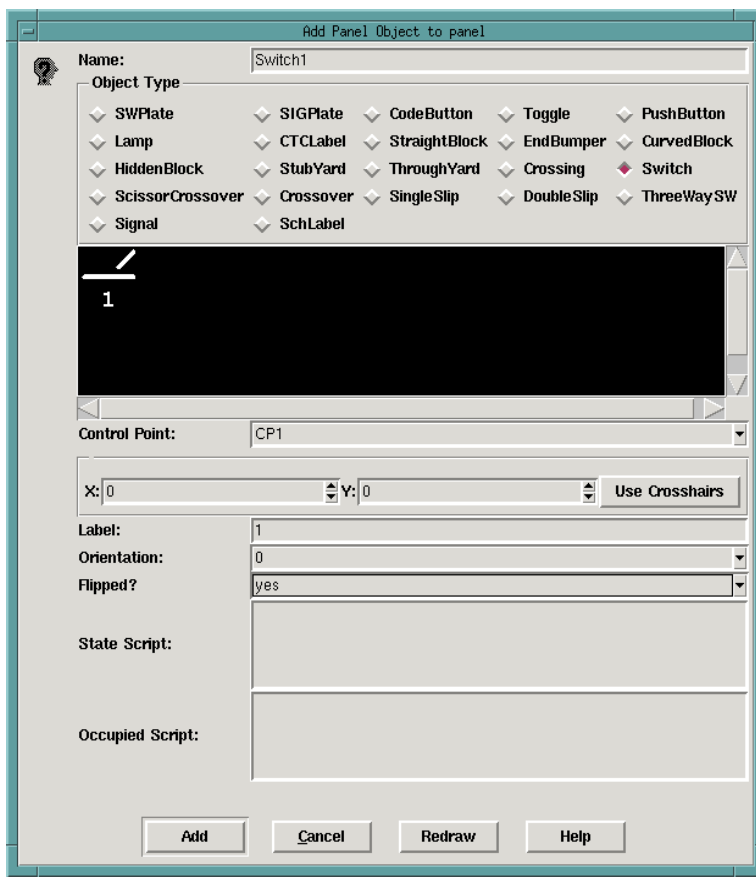 Add Panel Object to panel
Name: Switch1
Object Type
SWPlate SIGPlate CodeButton Toggle PushButton
Lamp CTCLabel StraightBlock EndBumper CurvedBlock
HiddenBlock StubYard ThroughYard Crossing Switch
ScissorCrossover Crossover SingleSlip DoubleSlip ThreeWaySW
Signal SchLabel
1
Control Point: CP1
X: 0 Y: 0 Use Crosshairs
Label: 1
Orientation: 0
Flipped? yes
State Script:
Occupied Script:
Add Cancel Redraw Help